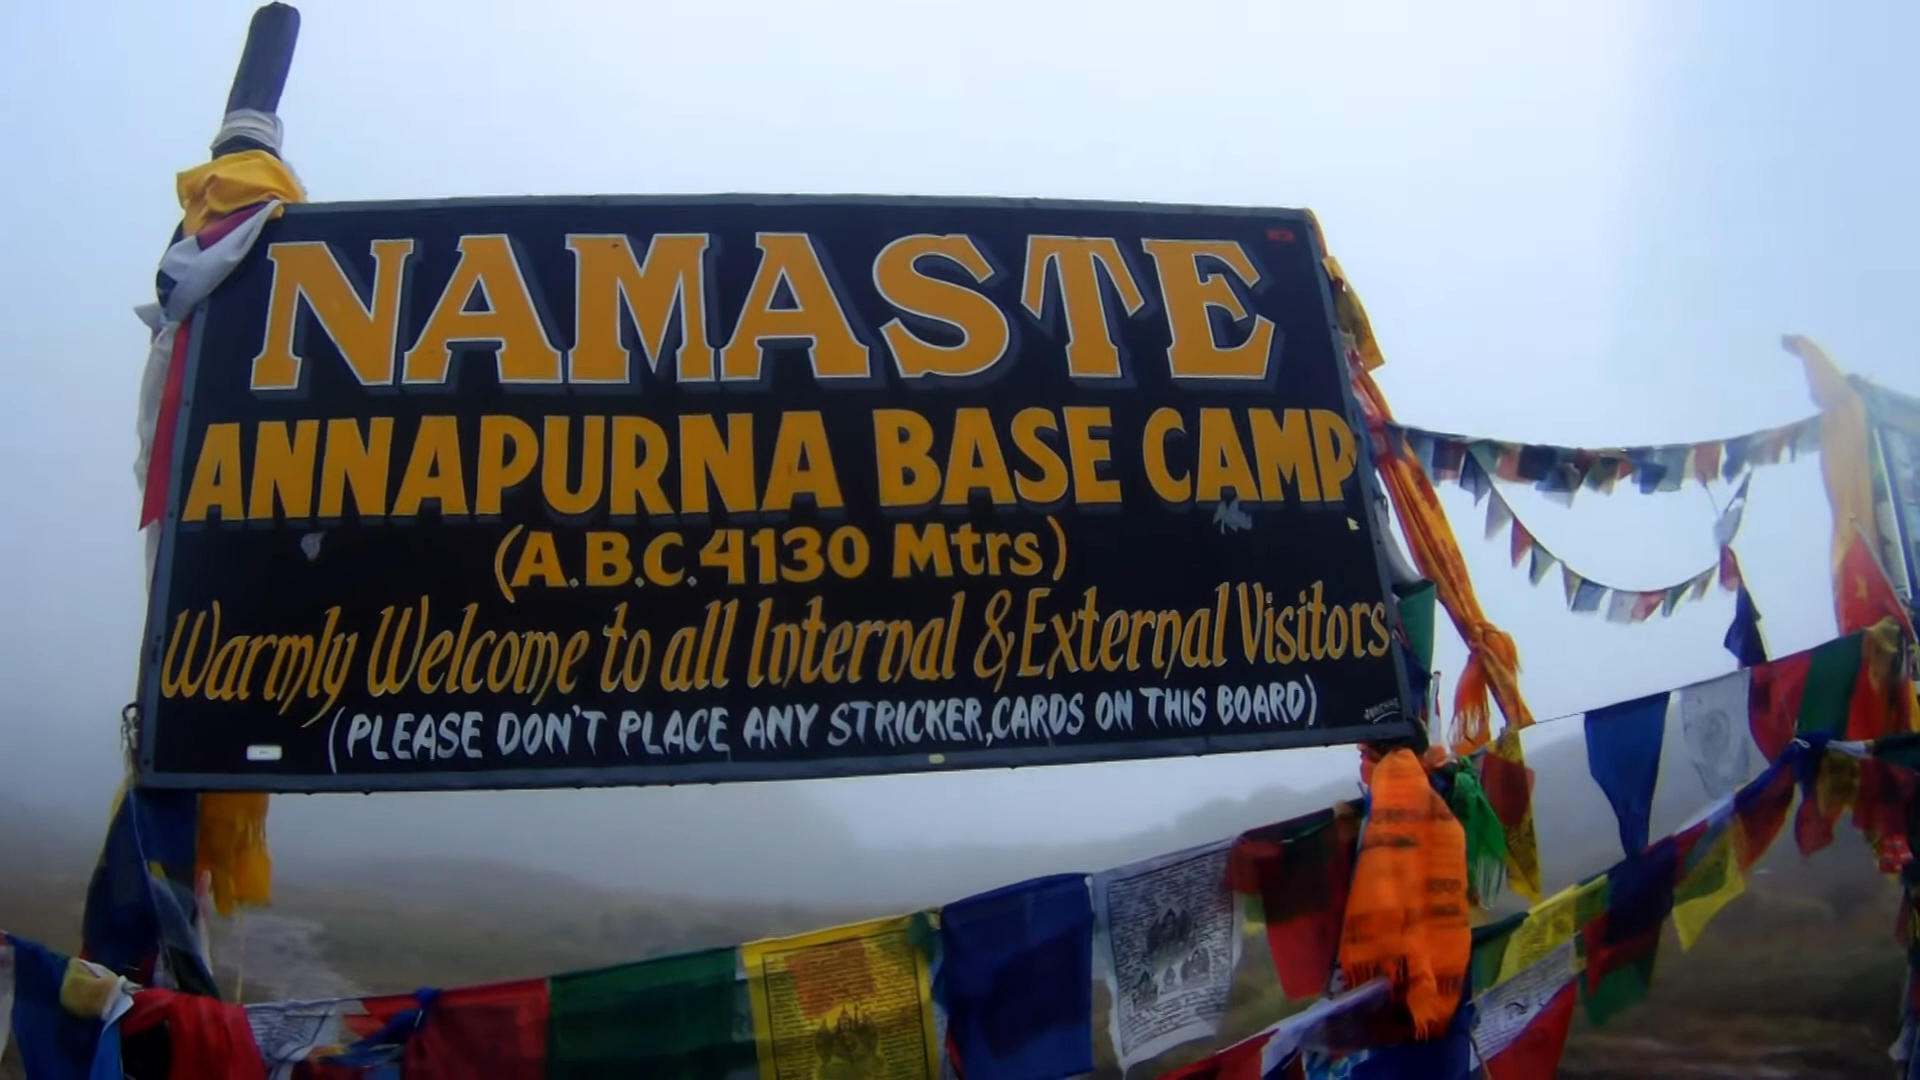 NAMASTE
ANNAPURNA BASE CAMP
(A.B.C. 4130 Mtrs)
Warmly Welcome to all Internal & External Visitors
(PLEASE DON'T PLACE ANY STRICKER,CARDS ON THIS BOARD)